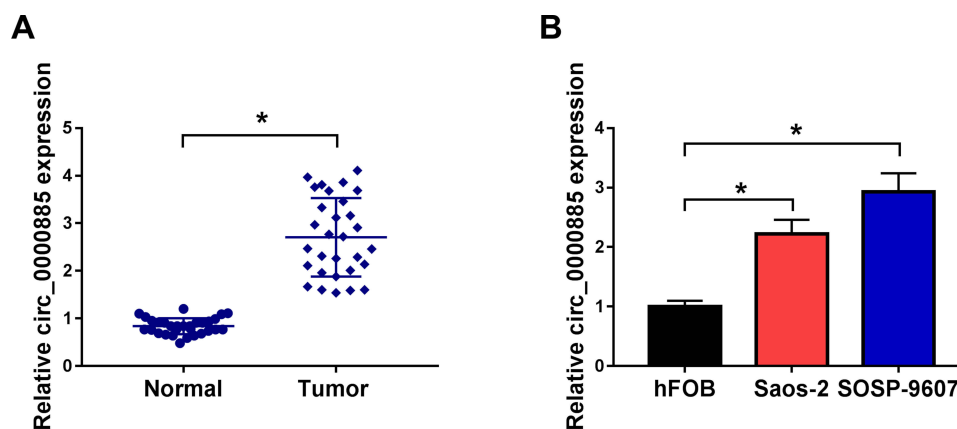 A
Relative circ_0000885 expression
5
4
3
2
1
0
*
Normal
Tumor
B
Relative circ_0000885 expression
4
3
2
1
0
*
*
hFOB
Saos-2
SOSP-9607